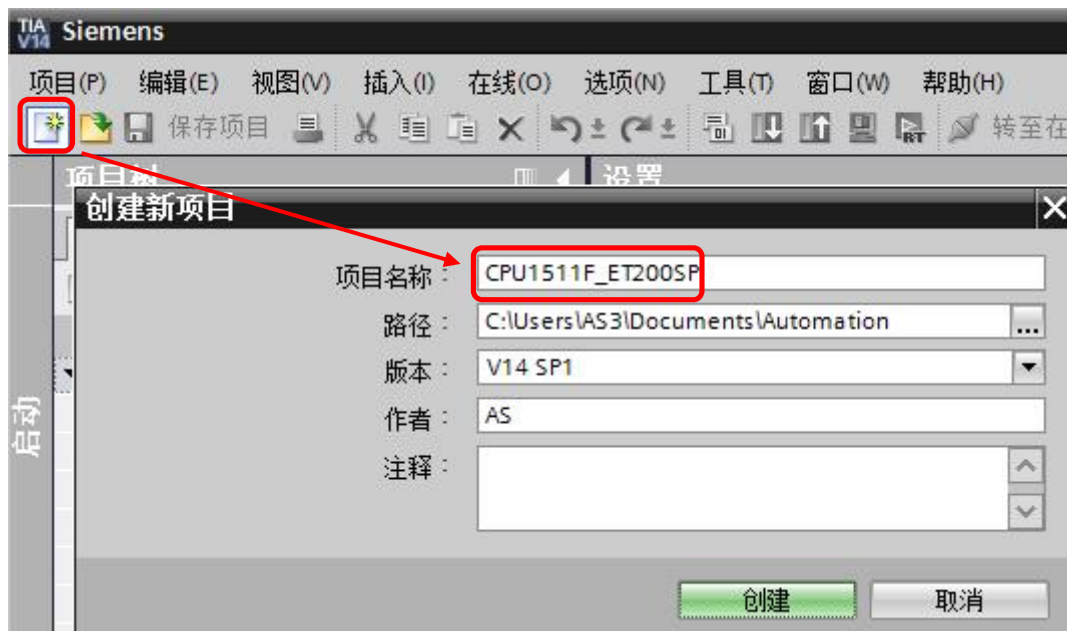 TIA V14 Siemens
项目(P) 编辑(E) 视图(V) 插入(I) 在线(O) 选项(N) 工具(T) 窗口(W) 帮助(H)
保存项目 转至在
项目树 设置
创建新项目
项目名称： CPU1511F_ET200SP
路径： C:\Users\AS3\Documents\Automation ...
版本： V14 SP1
作者： AS
注释：
启动
创建 取消